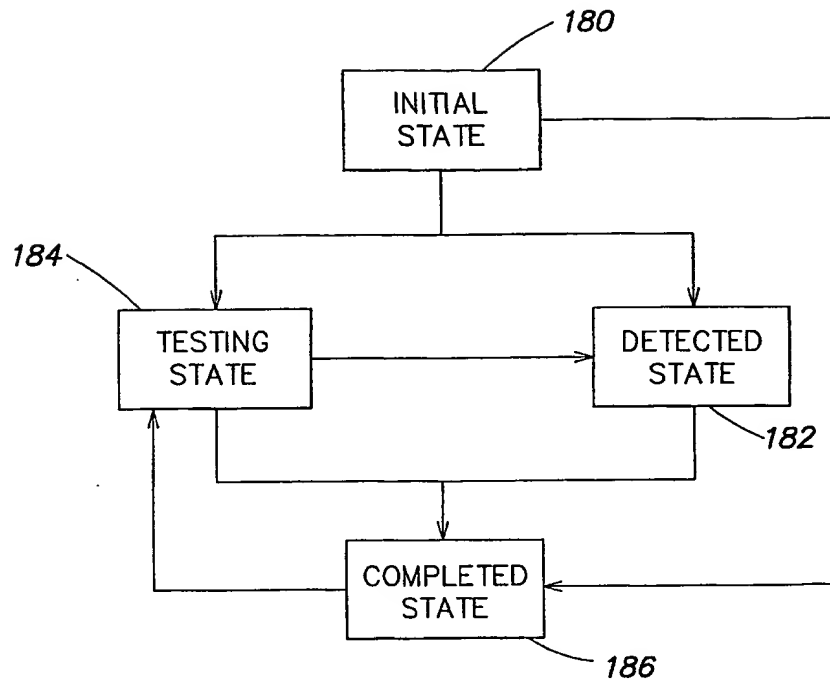 180
INITIAL
STATE
184
TESTING
STATE
DETECTED
STATE
182
COMPLETED
STATE
186